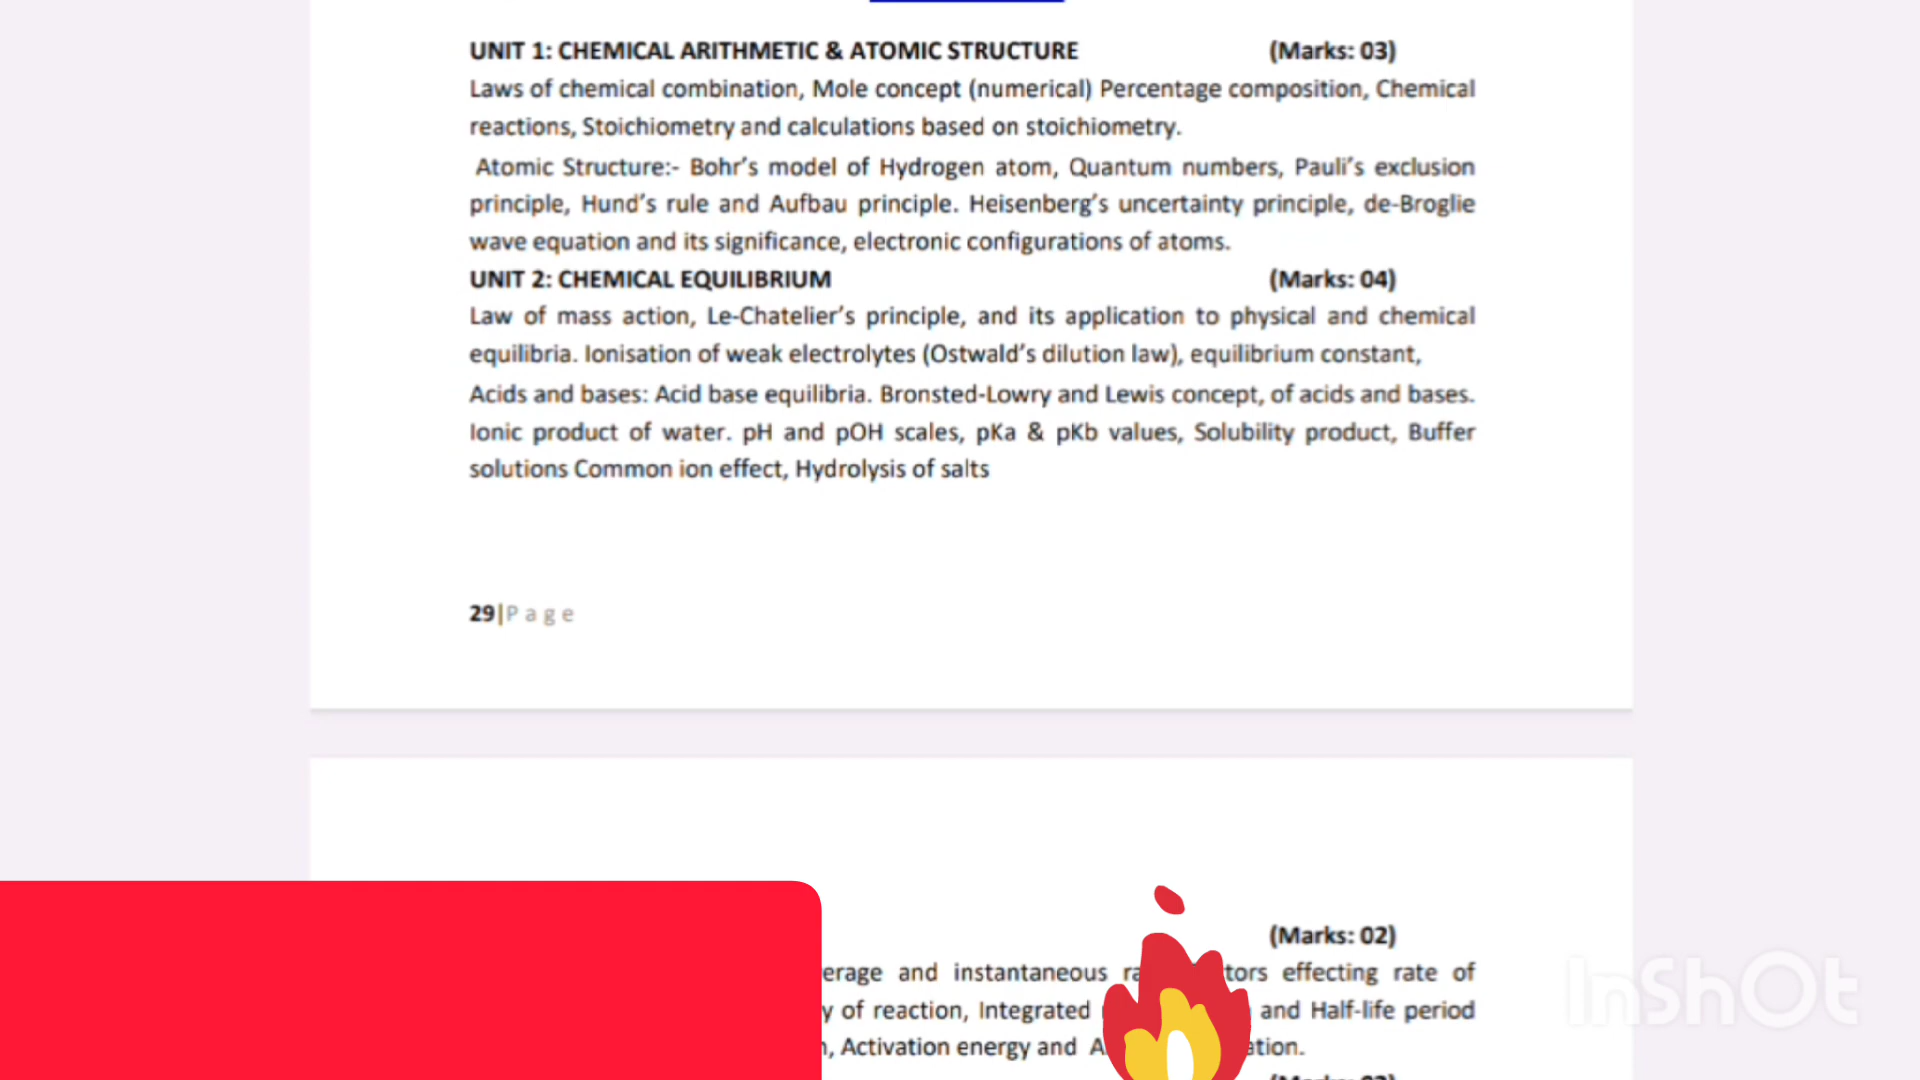 UNIT 1: CHEMICAL ARITHMETIC & ATOMIC STRUCTURE (Marks: 03)
Laws of chemical combination, Mole concept (numerical) Percentage composition, Chemical
reactions, Stoichiometry and calculations based on stoichiometry.
Atomic Structure:- Bohr's model of Hydrogen atom, Quantum numbers, Pauli's exclusion
principle, Hund's rule and Aufbau principle. Heisenberg's uncertainty principle, de-Broglie
wave equation and its significance, electronic configurations of atoms.
UNIT 2: CHEMICAL EQUILIBRIUM (Marks: 04)
Law of mass action, Le-Chatelier's principle, and its application to physical and chemical
equilibria. Ionisation of weak electrolytes (Ostwald's dilution law), equilibrium constant,
Acids and bases: Acid base equilibria. Bronsted-Lowry and Lewis concept, of acids and bases.
Ionic product of water. pH and pOH scales, pKa & pKb values, Solubility product, Buffer
solutions Common ion effect, Hydrolysis of salts
29|Page
(Marks: 02)
and instantaneous effecting rate of
of reaction, Integrated and Half-life period
Activation energy and
InShOt